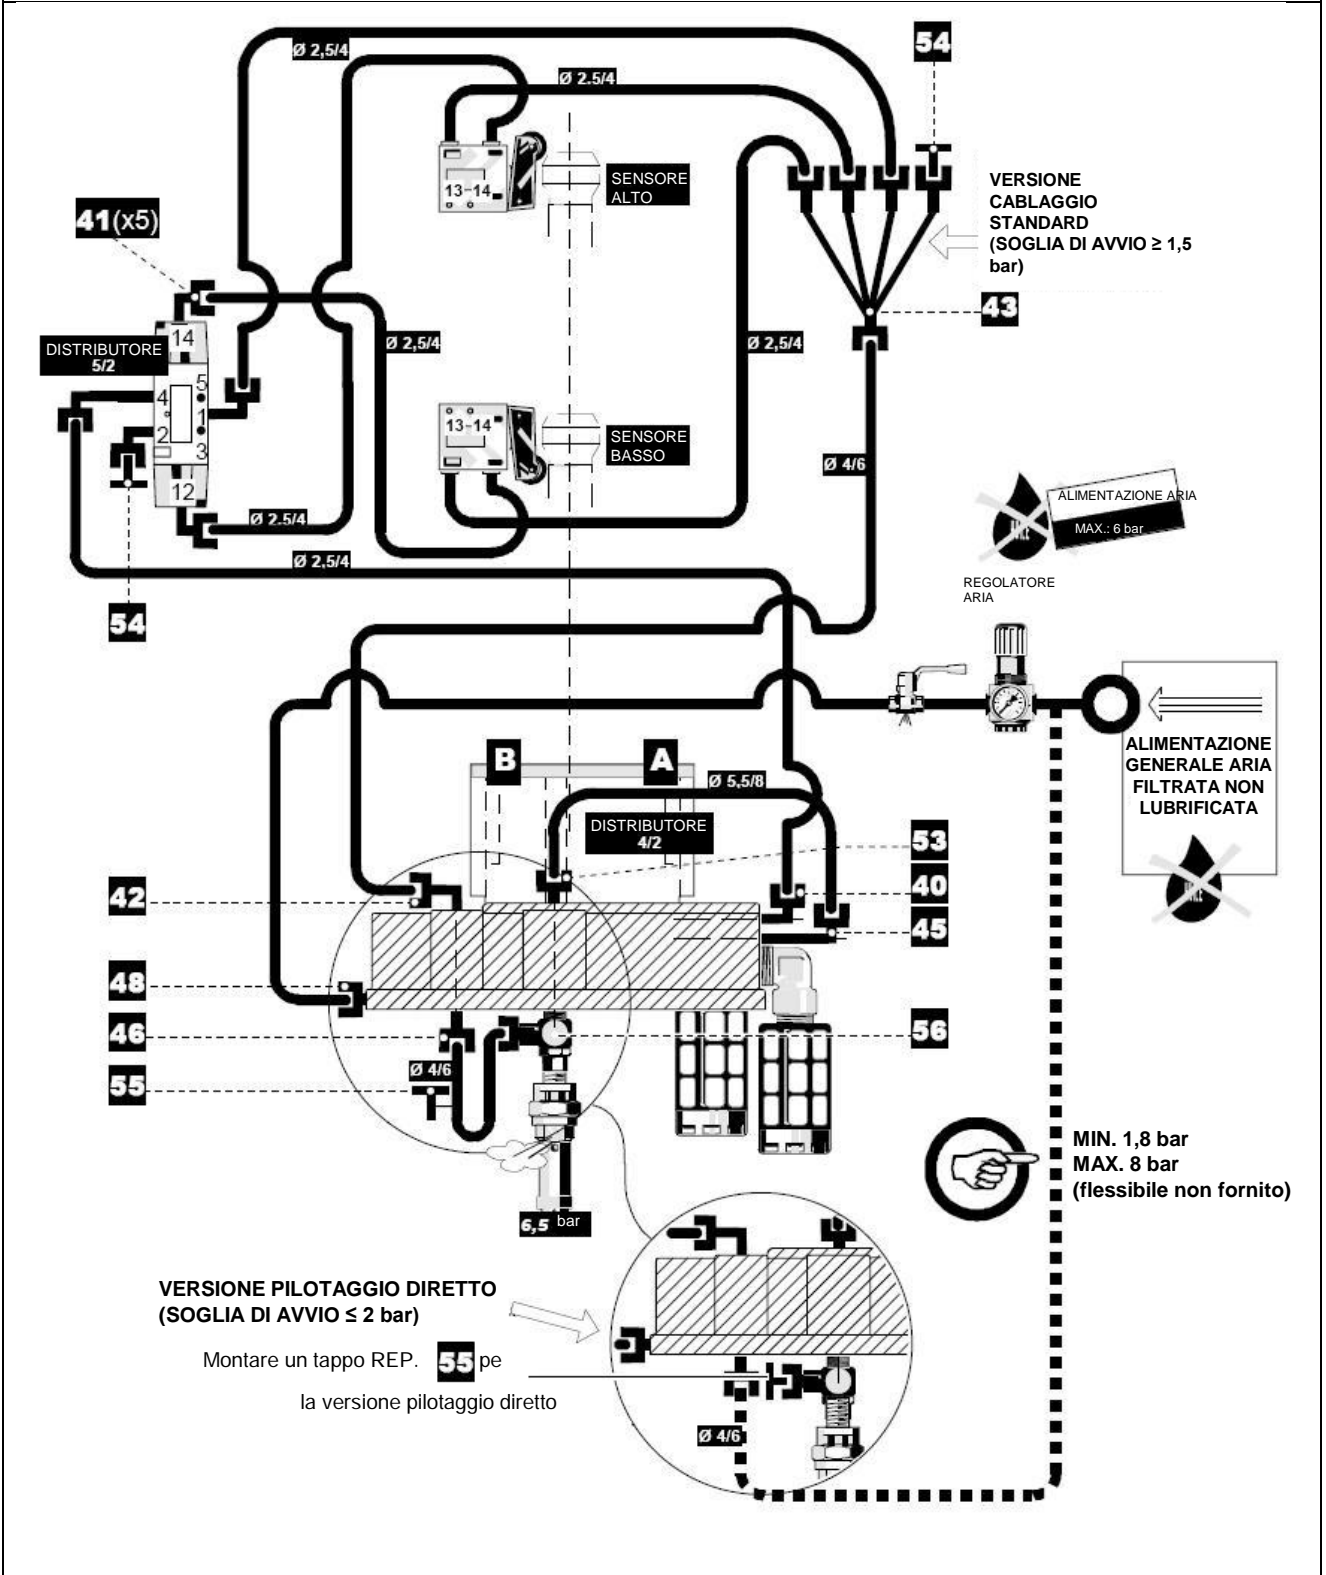 Ø 2,5/4
54
Ø 2.5/4
SENSORE
ALTO
13-14
VERSIONE
CABLAGGIO
STANDARD
(SOGLIA DI AVVIO ≥ 1,5
bar)
41(x5)
43
14
DISTRIBUTORE
5/2
Ø 2,5/4
Ø 2,5/4
5
4
1
2
3
12
13-14
SENSORE
BASSO
Ø 4/6
ALIMENTAZIONE ARIA
MAX.: 6 bar
Ø 2.5/4
Ø 2,5/4
REGOLATORE
ARIA
54
ALIMENTAZIONE
GENERALE ARIA
FILTRATA NON
LUBRIFICATA
B
A
Ø 5,5/8
DISTRIBUTORE
4/2
53
40
42
45
48
46
56
Ø 4/6
55
MIN. 1,8 bar
MAX. 8 bar
(flessibile non fornito)
6,5 bar
VERSIONE PILOTAGGIO DIRETTO
(SOGLIA DI AVVIO ≤ 2 bar)
Montare un tappo REP. 55 pe
la versione pilotaggio diretto
Ø 4/6